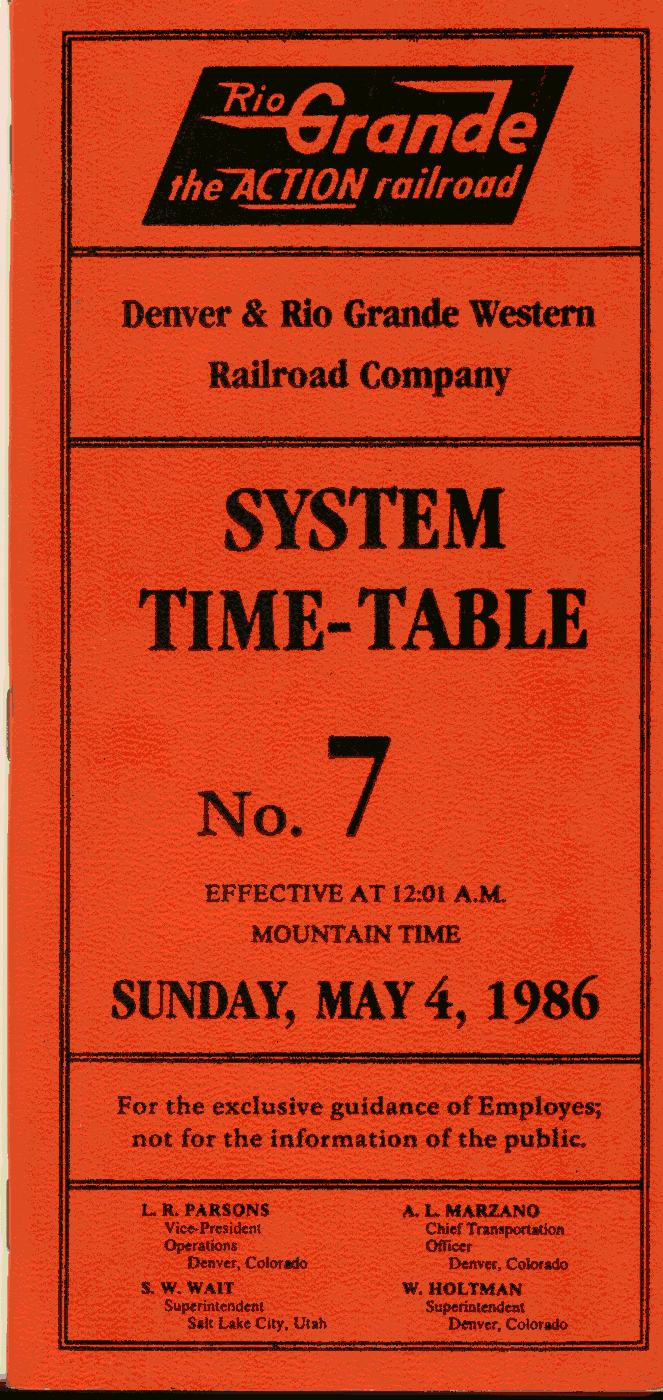 Rio Grande
the ACTION railroad
Denver & Rio Grande Western
Railroad Company
SYSTEM
TIME-TABLE
No. 7
EFFECTIVE AT 12:01 A.M.
MOUNTAIN TIME
SUNDAY, MAY 4, 1986
For the exclusive guidance of Employes;
not for the information of the public.
L. R. PARSONS
Vice-President
Operations
Denver, Colorado
A. L. MARZANO
Chief Transportation
Officer
Denver, Colorado
S. W. WAIT
Superintendent
Salt Lake City, Utah
W. HOLTMAN
Superintendent
Denver, Colorado